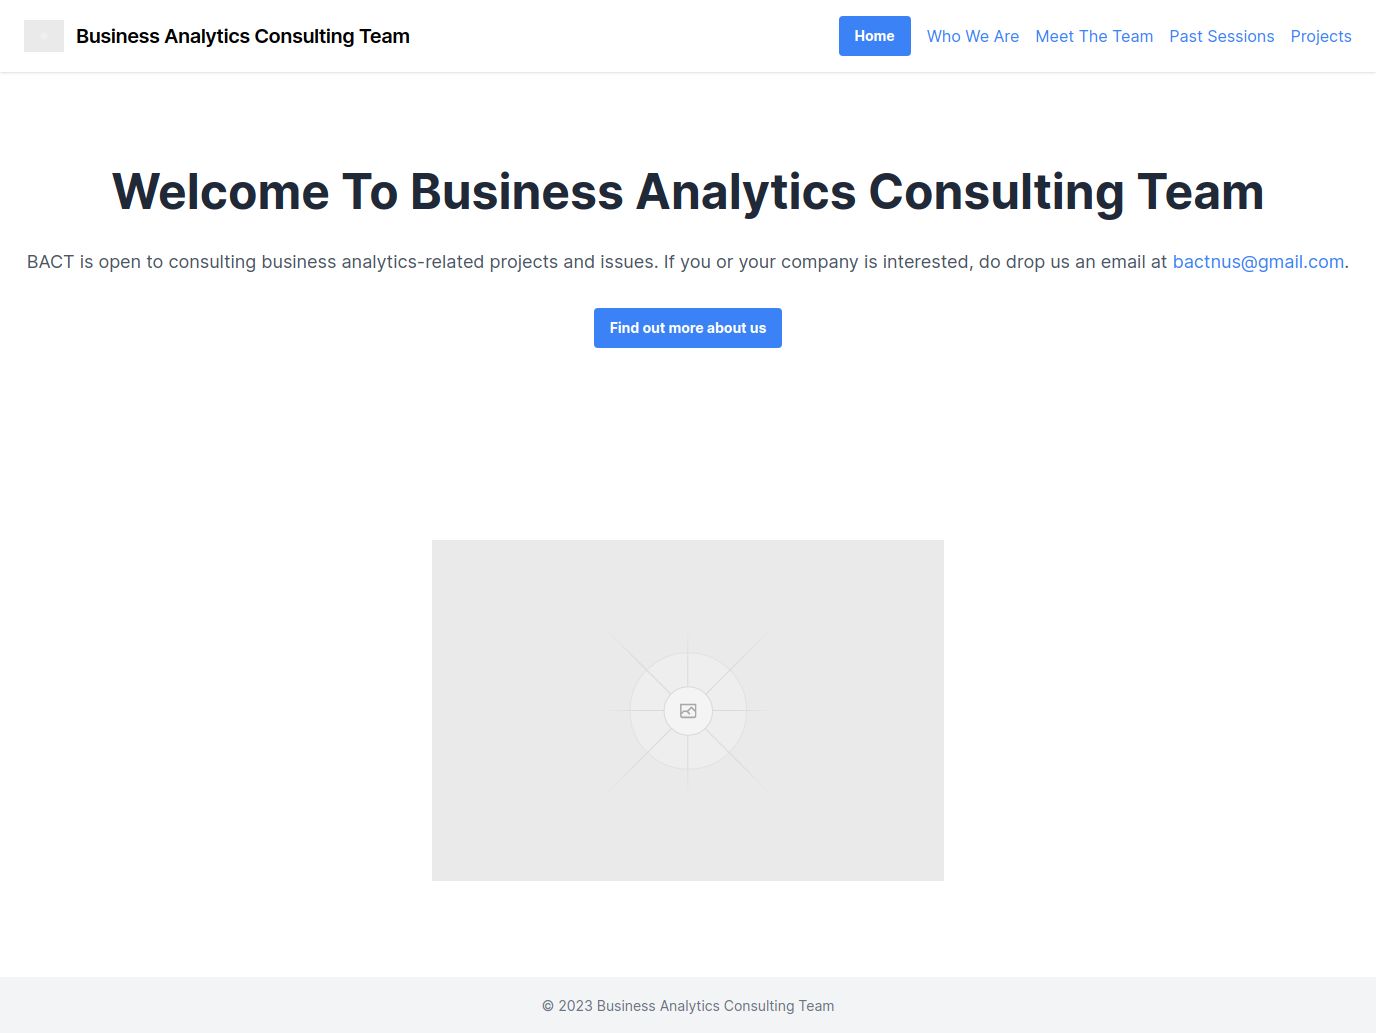 Business Analytics Consulting Team
Home Who We Are Meet The Team Past Sessions Projects
Welcome To Business Analytics Consulting Team
BACT is open to consulting business analytics-related projects and issues. If you or your company is interested, do drop us an email at bactnus@gmail.com.
Find out more about us
© 2023 Business Analytics Consulting Team